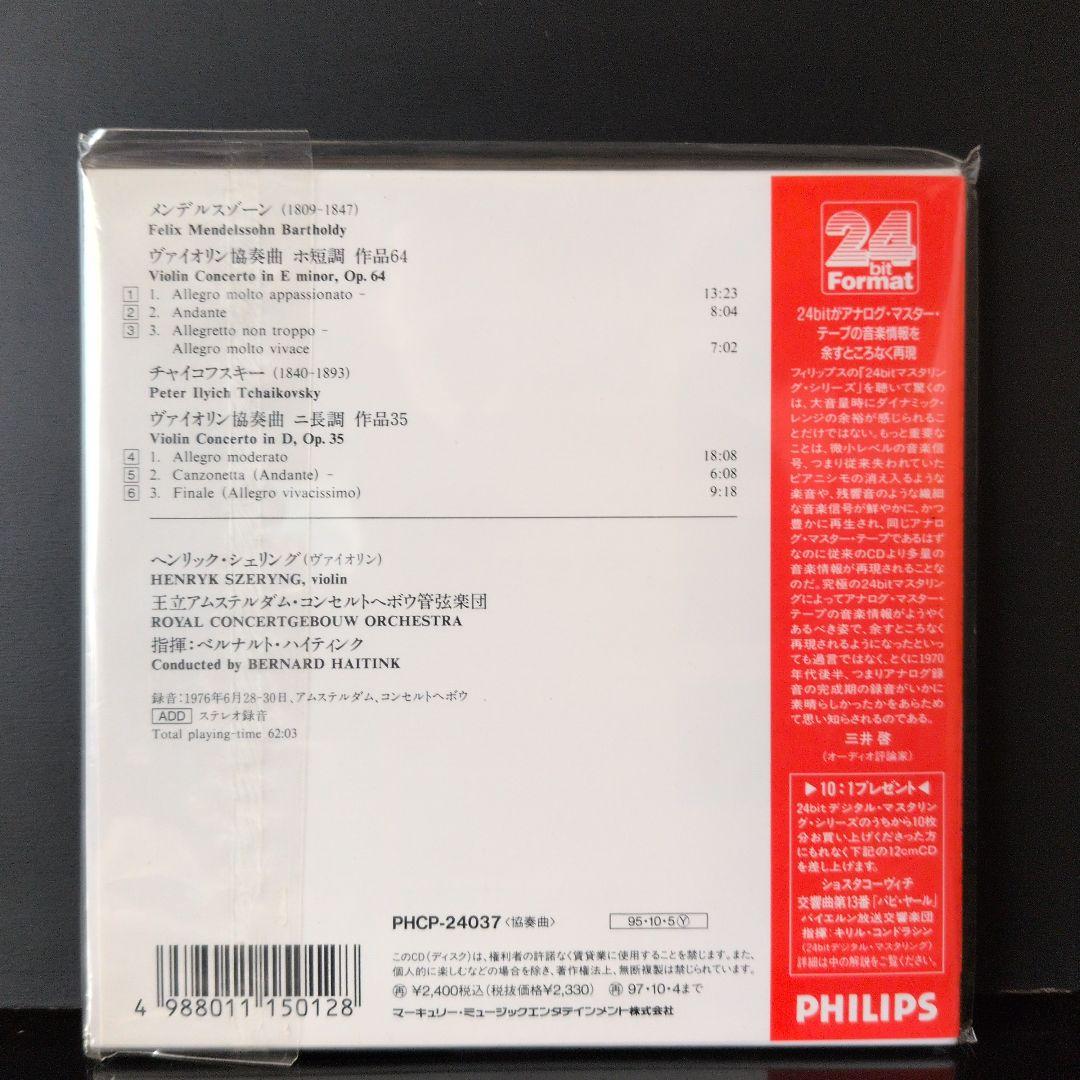 メンデルスゾーン (1809-1847)
Felix Mendelssohn Bartholdy
ヴァイオリン協奏曲 ホ短調 作品64
Violin Concerto in E minor, Op. 64
1 1. Allegro molto appassionato – 13:23
2 2. Andante 8:04
3 3. Allegretto non troppo –
Allegro molto vivace 7:02
チャイコフスキー (1840-1893)
Peter Ilyich Tchaikovsky
ヴァイオリン協奏曲 ニ長調 作品35
Violin Concerto in D, Op. 35
4 1. Allegro moderato 18:08
5 2. Canzonetta (Andante) – 6:08
6 3. Finale (Allegro vivacissimo) 9:18
ヘンリック・シェリング(ヴァイオリン)
HENRYK SZERYNG, violin
王立アムステルダム・コンセルトヘボウ管弦楽団
ROYAL CONCERTGEBOUW ORCHESTRA
指揮:ベルナルト・ハイティンク
Conducted by BERNARD HAITINK
録音:1976年6月28-30日、アムステルダム、コンセルトヘボウ
ADD ステレオ録音
Total playing-time 62:03
PHCP-24037〈協奏曲〉 95・10・5Ⓨ
このCD(ディスク)は、権利者の許諾なく賃貸業に使用することを禁じます。また、
個人的に楽しむなどの場合を除き、著作権法上、無断複製は禁じられています。
再 ¥2,400税込(税抜価格¥2,330) 再 97・10・4まで
マーキュリー・ミュージックエンタテインメント株式会社
4 988011 150128
24
bit
Format
24bitがアナログ・マスター・
テープの音楽情報を
余すところなく再現
フィリップスの「24bitマスタリン
グ・シリーズ」を聴いて驚くの
は、大音量時にダイナミック・
レンジの余裕が感じられるこ
とだけではない。もっと重要な
ことは、微小レベルの音楽信
号、つまり従来失われていた
ピアニシモの消え入るような
楽音や、残響音のような繊細
な音楽信号が鮮やかに、かつ
豊かに再生され、同じアナロ
グ・マスター・テープであるはず
なのに従来のCDより多量の
音楽情報が再現されることな
のだ。究極の24bitマスタリン
グによってアナログ・マスター・
テープの音楽情報がようやく
あるべき姿で、余すところなく
再現されるようになったといっ
ても過言ではなく、とくに1970
年代後半、つまりアナログ録
音の完成期の録音がいかに
素晴らしかったかをあらため
て思い知らされるのである。
三井 啓
(オーディオ評論家)
▶10:1プレゼント◀
24bitデジタル・マスタリン
グ・シリーズのうちから10枚
分お買い上げくださった方
にもれなく下記の12cmCD
を差し上げます。
ショスタコーヴィチ
交響曲第13番「バビ・ヤール」
バイエルン放送交響楽団
指揮:キリル・コンドラシン
(24bitデジタル・マスタリング)
詳細は中の解説をご覧ください。
PHILIPS